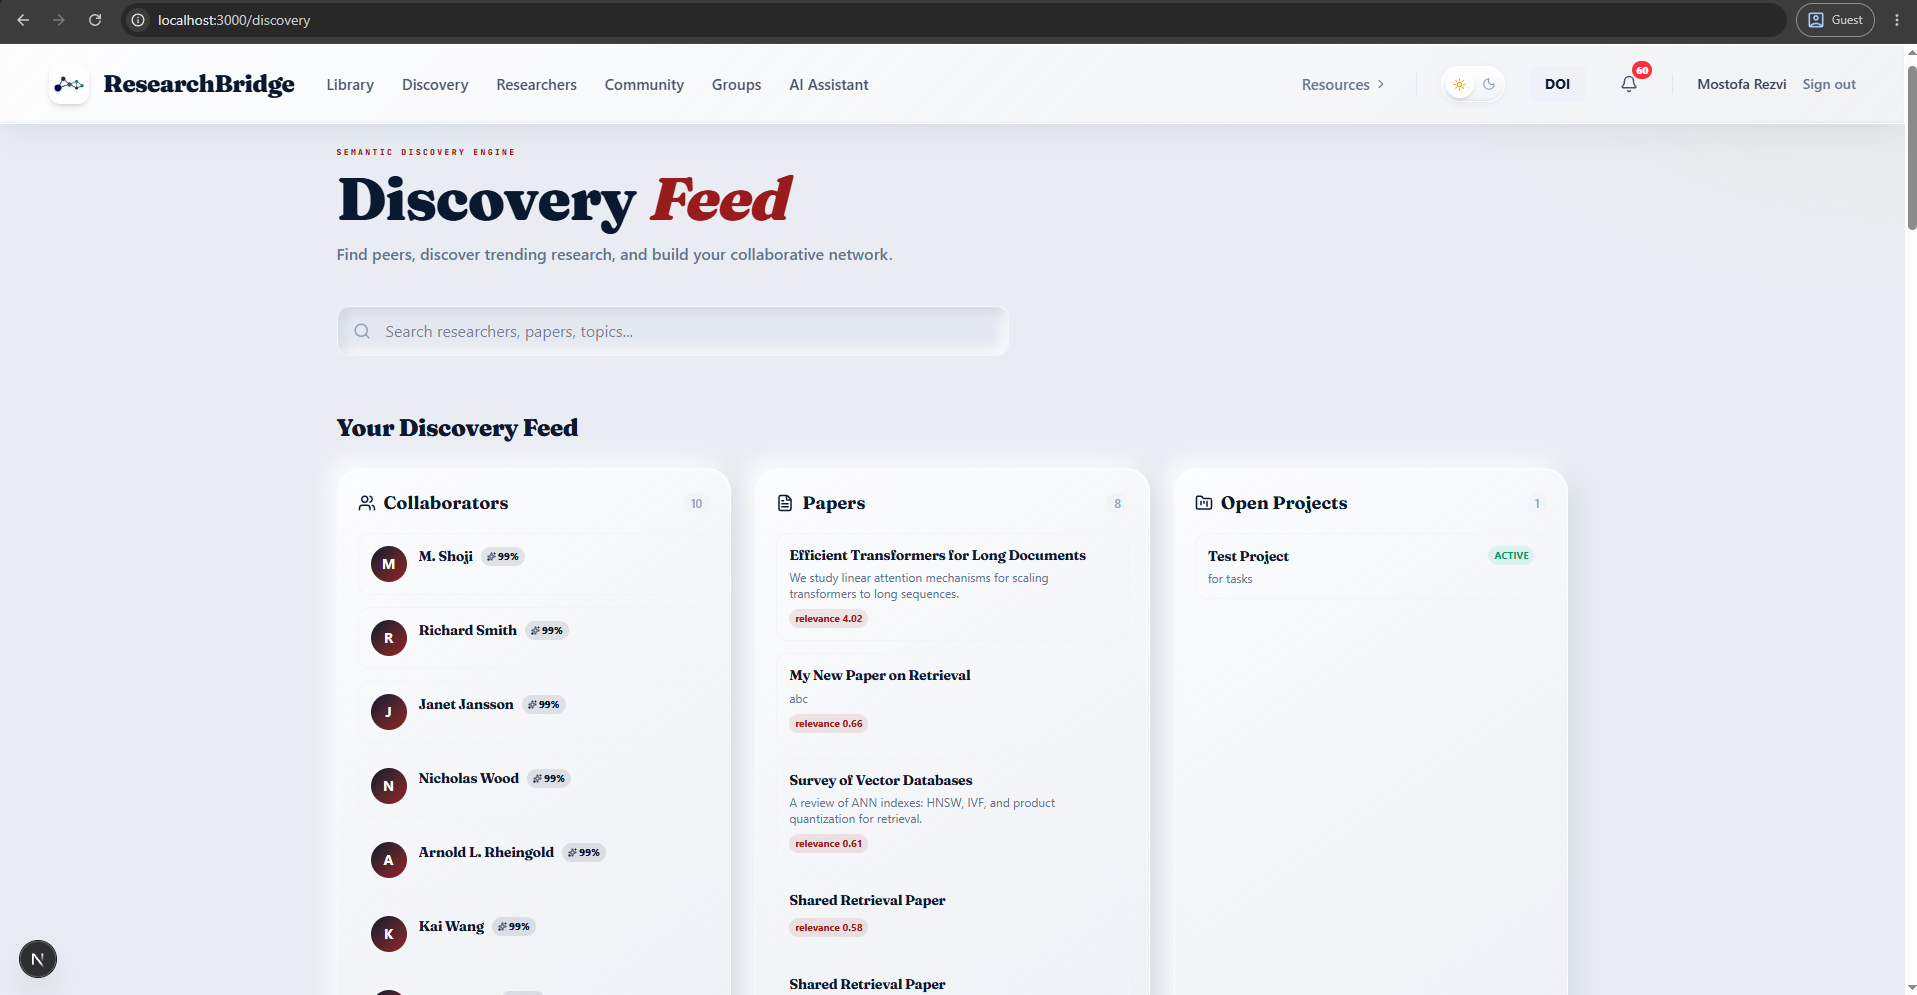 localhost:3000/discovery
Guest
ResearchBridge
Library
Discovery
Researchers
Community
Groups
AI Assistant
Resources
DOI
60
Mostofa Rezvi
Sign out
SEMANTIC DISCOVERY ENGINE
Discovery Feed
Find peers, discover trending research, and build your collaborative network.
Search researchers, papers, topics...
Your Discovery Feed
Collaborators
10
M
M. Shoji
99%
R
Richard Smith
99%
J
Janet Jansson
99%
N
Nicholas Wood
99%
A
Arnold L. Rheingold
99%
K
Kai Wang
99%
Papers
8
Efficient Transformers for Long Documents
We study linear attention mechanisms for scaling
transformers to long sequences.
relevance 4.02
My New Paper on Retrieval
abc
relevance 0.66
Survey of Vector Databases
A review of ANN indexes: HNSW, IVF, and product
quantization for retrieval.
relevance 0.61
Shared Retrieval Paper
relevance 0.58
Shared Retrieval Paper
Open Projects
1
Test Project
ACTIVE
for tasks
N